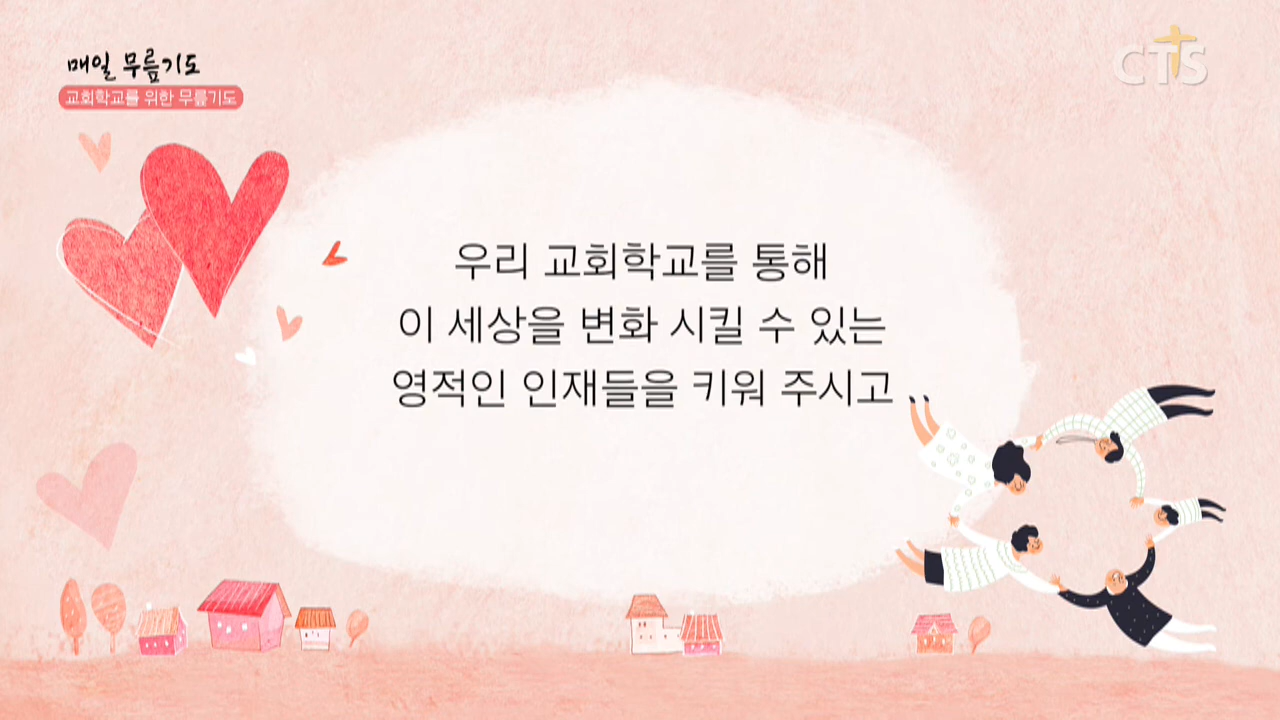 매일 무릎기도
교회학교를 위한 무릎기도
CTS
우리 교회학교를 통해
이 세상을 변화 시킬 수 있는
영적인 인재들을 키워 주시고